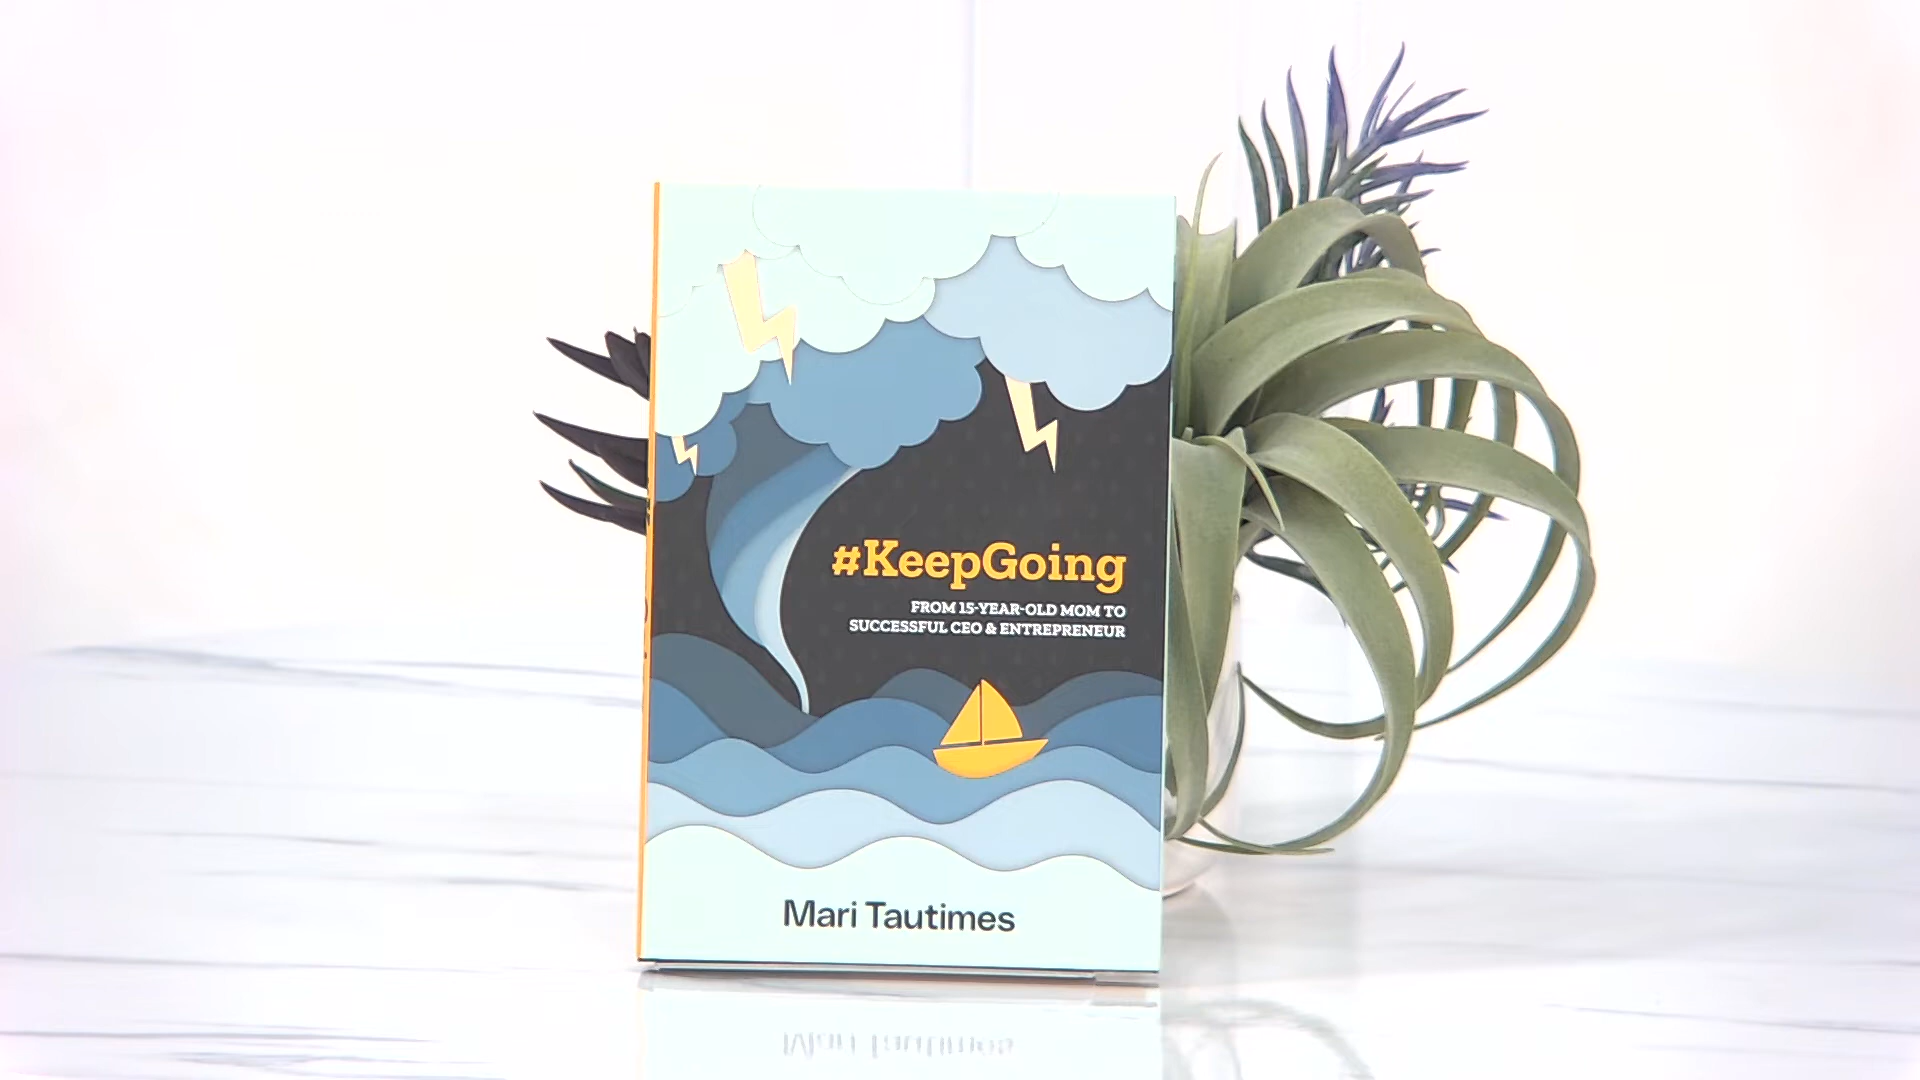 #KeepGoing
FROM 15-YEAR-OLD MOM TO
SUCCESSFUL CEO & ENTREPRENEUR
Mari Tautimes